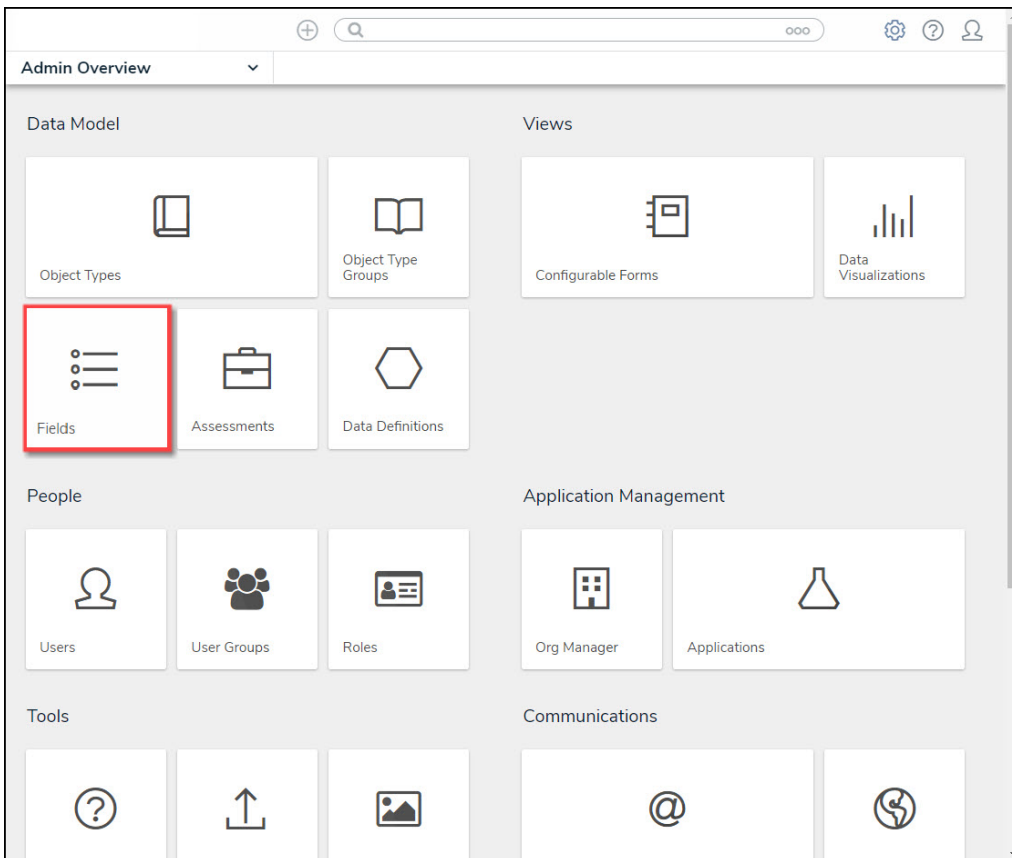 Admin Overview
Data Model
Views
Object Types
Object Type
Groups
Configurable Forms
Data
Visualizations
Fields
Assessments
Data Definitions
People
Application Management
Users
User Groups
Roles
Org Manager
Applications
Tools
Communications